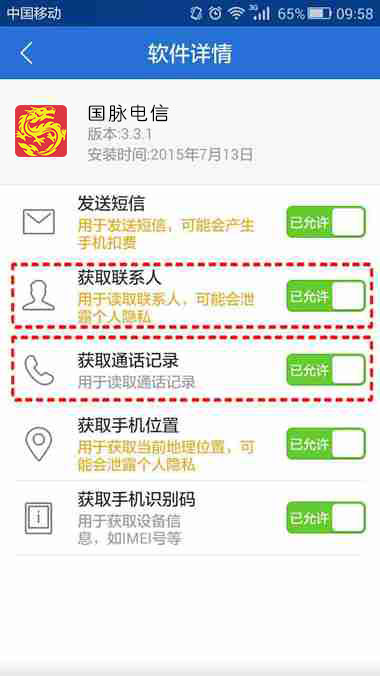 中国移动 3G 65% 09:58
软件详情
国脉电信
版本:3.3.1
安装时间:2015年7月13日
发送短信
用于发送短信，可能会产生
手机扣费
已允许
获取联系人
用于读取联系人，可能会泄
露个人隐私
已允许
获取通话记录
用于读取通话记录
已允许
获取手机位置
用于获取当前地理位置，可
能会泄露个人隐私
已允许
获取手机识别码
用于获取设备信
息，如IMEI号等
已允许